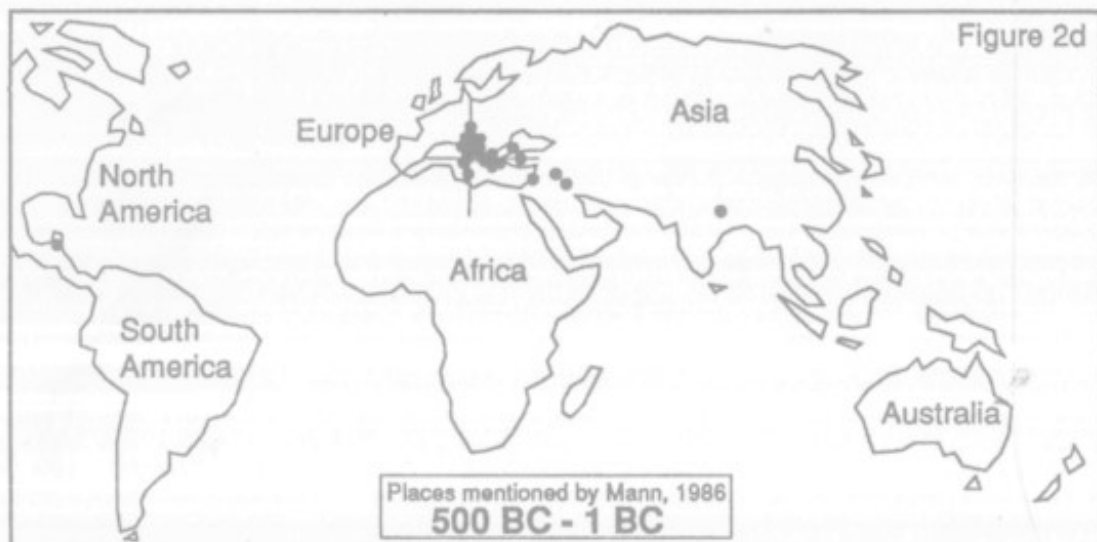 Figure 2d
Asia
Europe
North
America
Africa
South
America
Australia
Places mentioned by Mann, 1986
500 BC - 1 BC